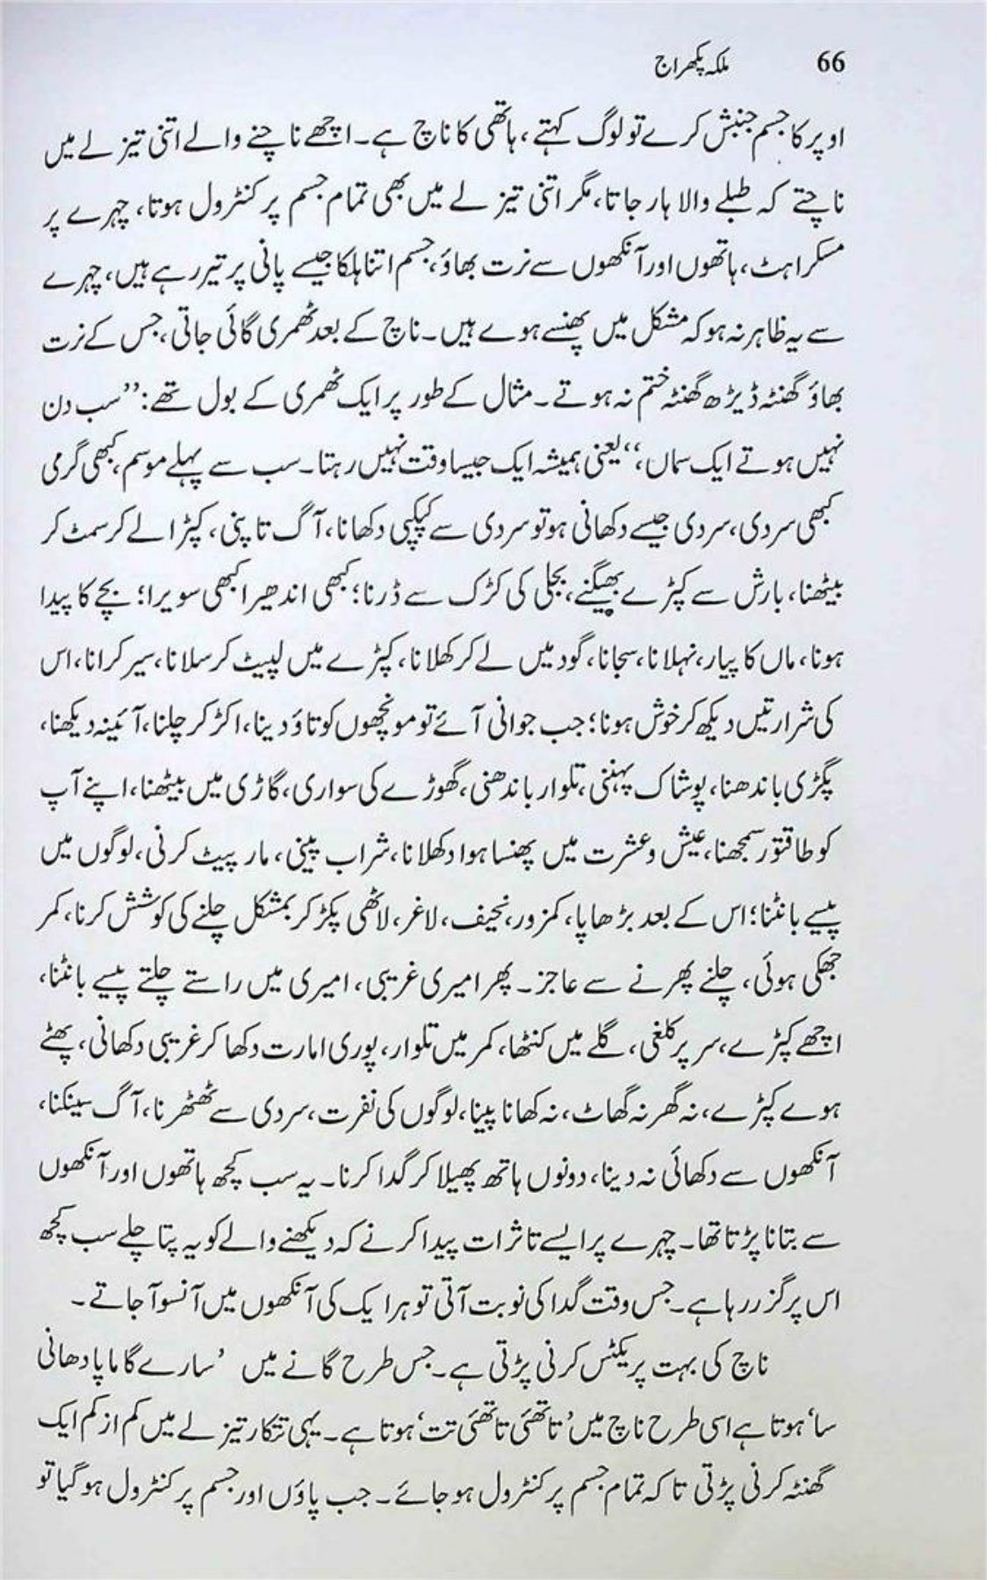 66 ملکہ پکھراج
اوپر کا جسم جنبش کرے تو لوگ کہتے، ہاتھی کا ناچ ہے۔ اچھے ناچنے والے اتنی تیز لے میں
ناچتے کہ طبلے والا ہار جاتا، مگر اتنی تیز لے میں بھی تمام جسم پر کنٹرول ہوتا، چہرے پر
مسکراہٹ، ہاتھوں اور آنکھوں سے نرت بھاؤ، جسم اتنا ہلکا جیسے پانی پر تیر رہے ہیں، چہرے
سے یہ ظاہر نہ ہو کہ مشکل میں پھنسے ہوے ہیں۔ ناچ کے بعد ٹھمری گائی جاتی، جس کے نرت
بھاؤ گھنٹہ ڈیڑھ گھنٹہ ختم نہ ہوتے۔ مثال کے طور پر ایک ٹھمری کے بول تھے: ’’سب دن
نہیں ہوتے ایک سماں،‘‘ یعنی ہمیشہ ایک جیسا وقت نہیں رہتا۔ سب سے پہلے موسم، کبھی گرمی
کبھی سردی، سردی جیسے دکھانی ہو تو سردی سے کپکپی دکھانا، آگ تاپنی، کپڑا لے کر سمٹ کر
بیٹھنا، بارش سے کپڑے بھیگنے، بجلی کی کڑک سے ڈرنا؛ کبھی اندھیرا کبھی سویرا؛ بچے کا پیدا
ہونا، ماں کا پیار، نہلانا، سجانا، گود میں لے کر کھلانا، کپڑے میں لپیٹ کر سلانا، سیر کرانا، اس
کی شرارتیں دیکھ کر خوش ہونا؛ جب جوانی آئے تو مونچھوں کو تاؤ دینا، اکڑ کر چلنا، آئینہ دیکھنا،
پگڑی باندھنا، پوشاک پہننی، تلوار باندھنی، گھوڑے کی سواری، گاڑی میں بیٹھنا، اپنے آپ
کو طاقتور سمجھنا، عیش و عشرت میں پھنسا ہوا دکھلانا، شراب پینی، مار پیٹ کرنی، لوگوں میں
پیسے بانٹنا؛ اس کے بعد بڑھاپا، کمزور، نحیف، لاغر، لاٹھی پکڑ کر بمشکل چلنے کی کوشش کرنا، کمر
جھکی ہوئی، چلنے پھرنے سے عاجز۔ پھر امیری غریبی، امیری میں راستے چلتے پیسے بانٹنا،
اچھے کپڑے، سر پر کلغی، گلے میں کنٹھا، کمر میں تلوار، پوری امارت دکھا کر غریبی دکھانی، پھٹے
ہوے کپڑے، نہ گھر نہ گھاٹ، نہ کھانا پینا، لوگوں کی نفرت، سردی سے ٹھٹھرنا، آگ سینکنا،
آنکھوں سے دکھائی نہ دینا، دونوں ہاتھ پھیلا کر گدا کرنا۔ یہ سب کچھ ہاتھوں اور آنکھوں
سے بتانا پڑتا تھا۔ چہرے پر ایسے تاثرات پیدا کرنے کہ دیکھنے والے کو یہ پتا چلے سب کچھ
اس پر گزر رہا ہے۔ جس وقت گدا کی نوبت آتی تو ہر ایک کی آنکھوں میں آنسو آ جاتے۔
ناچ کی بہت پریکٹس کرنی پڑتی ہے۔ جس طرح گانے میں ’سا رے گا ما پا دھا نی
سا‘ ہوتا ہے اسی طرح ناچ میں ’تا تھئی تا تھئی تت‘ ہوتا ہے۔ یہی تتکار تیز لے میں کم از کم ایک
گھنٹہ کرنی پڑتی تا کہ تمام جسم پر کنٹرول ہو جائے۔ جب پاؤں اور جسم پر کنٹرول ہو گیا تو